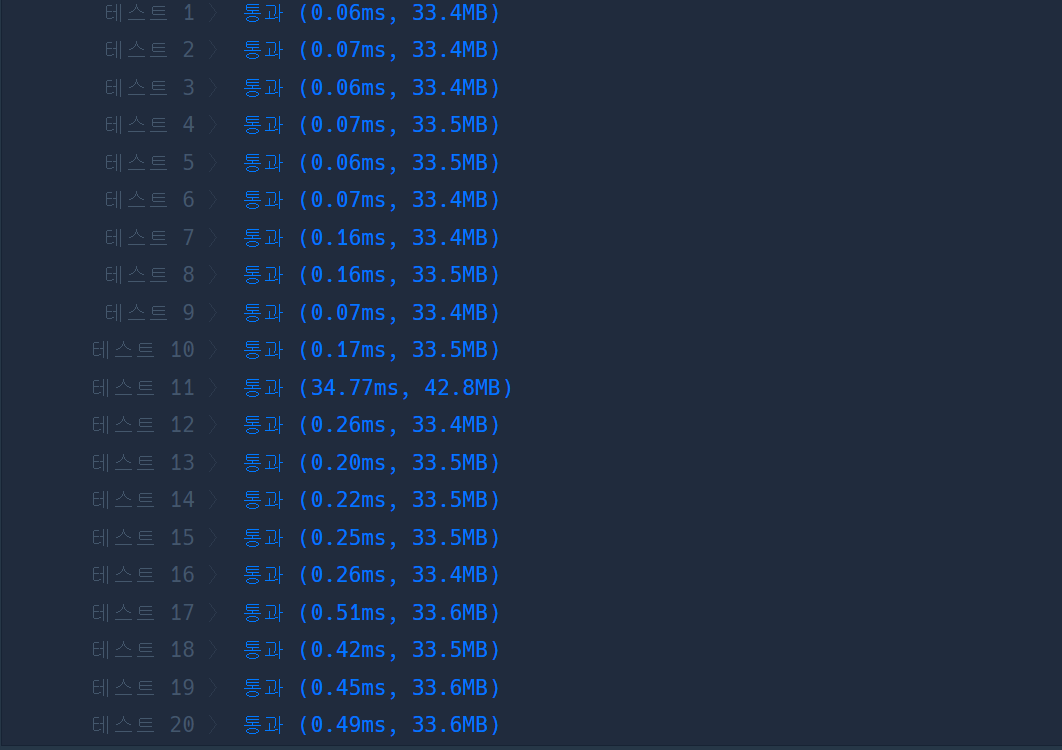 테스트 1 〉 통과 (0.06ms, 33.4MB)
테스트 2 〉 통과 (0.07ms, 33.4MB)
테스트 3 〉 통과 (0.06ms, 33.4MB)
테스트 4 〉 통과 (0.07ms, 33.5MB)
테스트 5 〉 통과 (0.06ms, 33.5MB)
테스트 6 〉 통과 (0.07ms, 33.4MB)
테스트 7 〉 통과 (0.16ms, 33.4MB)
테스트 8 〉 통과 (0.16ms, 33.5MB)
테스트 9 〉 통과 (0.07ms, 33.4MB)
테스트 10 〉 통과 (0.17ms, 33.5MB)
테스트 11 〉 통과 (34.77ms, 42.8MB)
테스트 12 〉 통과 (0.26ms, 33.4MB)
테스트 13 〉 통과 (0.20ms, 33.5MB)
테스트 14 〉 통과 (0.22ms, 33.5MB)
테스트 15 〉 통과 (0.25ms, 33.5MB)
테스트 16 〉 통과 (0.26ms, 33.4MB)
테스트 17 〉 통과 (0.51ms, 33.6MB)
테스트 18 〉 통과 (0.42ms, 33.5MB)
테스트 19 〉 통과 (0.45ms, 33.6MB)
테스트 20 〉 통과 (0.49ms, 33.6MB)